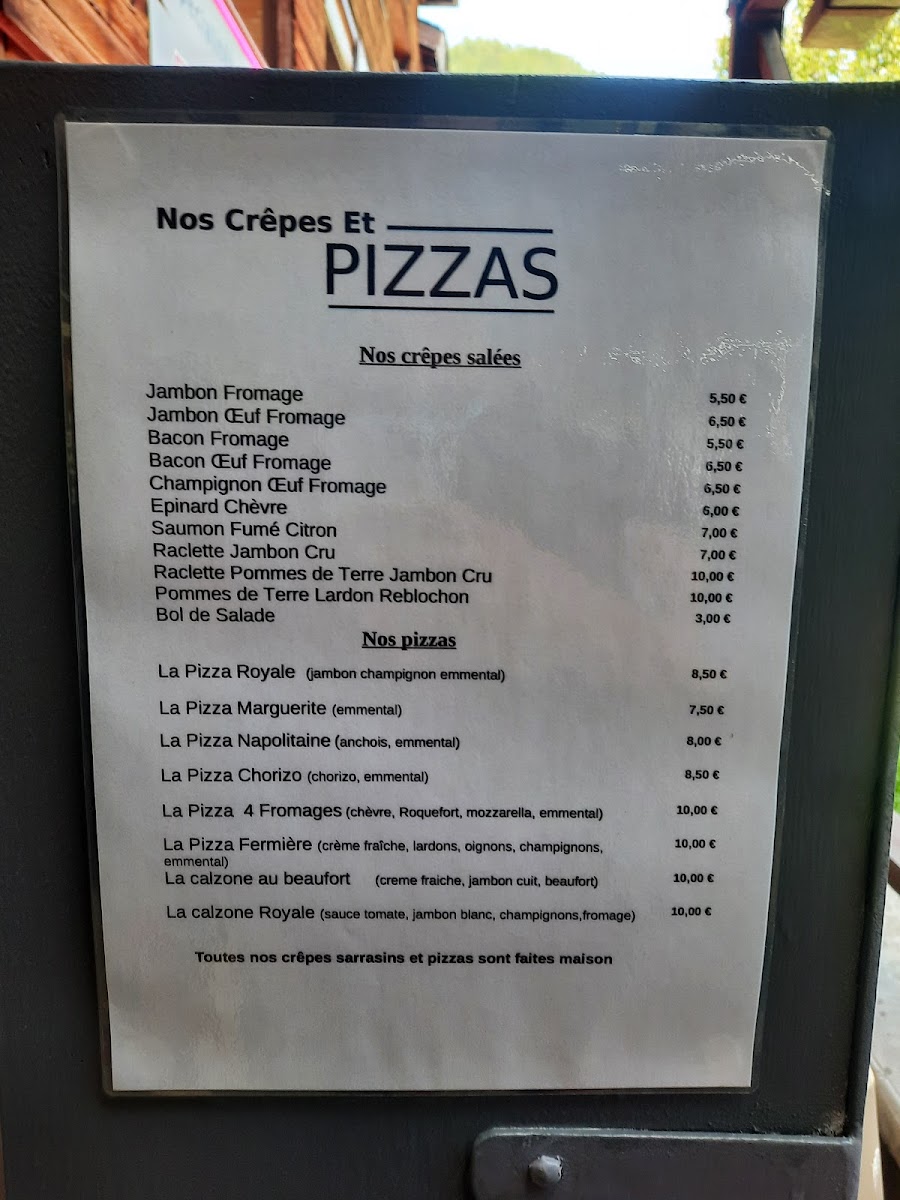 Nos Crêpes Et
PIZZAS
Nos crêpes salées
Jambon Fromage 5,50 €
Jambon Œuf Fromage 6,50 €
Bacon Fromage 5,50 €
Bacon Œuf Fromage 6,50 €
Champignon Œuf Fromage 6,50 €
Epinard Chèvre 6,00 €
Saumon Fumé Citron 7,00 €
Raclette Jambon Cru 7,00 €
Raclette Pommes de Terre Jambon Cru 10,00 €
Pommes de Terre Lardon Reblochon 10,00 €
Bol de Salade 3,00 €
Nos pizzas
La Pizza Royale (jambon champignon emmental) 8,50 €
La Pizza Marguerite (emmental) 7,50 €
La Pizza Napolitaine (anchois, emmental) 8,00 €
La Pizza Chorizo (chorizo, emmental) 8,50 €
La Pizza 4 Fromages (chèvre, Roquefort, mozzarella, emmental) 10,00 €
La Pizza Fermière (crème fraîche, lardons, oignons, champignons, 10,00 €
emmental)
La calzone au beaufort (creme fraiche, jambon cuit, beaufort) 10,00 €
La calzone Royale (sauce tomate, jambon blanc, champignons,fromage) 10,00 €
Toutes nos crêpes sarrasins et pizzas sont faites maison